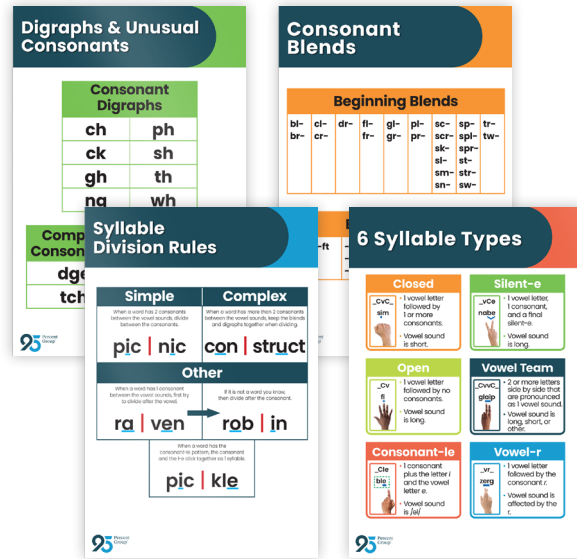 Digraphs & Unusual
Consonants
Consonant
Digraphs
ch ph
ck sh
gh th
ng wh
dge
tch
95 Percent
Group
Consonant
Blends
Beginning Blends
bl- cl- dr- fl- gl- pl- sc- sp- tr-
br- cr- fr- gr- pr- scr- spl- tw-
sk- spr-
sl- st-
sm- str-
sn- sw-
-ft
Syllable
Division Rules
Simple
When a word has 2 consonants
between the vowel sounds, divide
between the consonants.
pic | nic
Complex
When a word has more than 2 consonants
between the vowel sounds, keep the blends
and digraphs together when dividing.
con | struct
Other
When a word has 1 consonant
between the vowel sounds, first try
to divide after the vowel.
ra | ven
If it is not a word you know,
then divide after the consonant.
rob | in
When a word has the
consonant-le pattern, the consonant
and the l-e stick together as 1 syllable.
pic | kle
95 Percent
Group
6 Syllable Types
Closed
_CvC_
sim
• 1 vowel letter
followed by
1 or more
consonants.
• Vowel sound
is short.
Silent-e
_vCe
nabe
• 1 vowel letter,
1 consonant,
and a final
silent-e.
• Vowel sound
is long.
Open
_Cv
fi
• 1 vowel letter
followed by no
consonants.
• Vowel sound
is long.
Vowel Team
_CvvC_
glaip
• 2 or more letters
side by side that
are pronounced
as 1 vowel sound.
• Vowel sound is
long, short, or
other.
Consonant-le
_Cle
ble
• 1 consonant
plus the letter l
and the vowel
letter e.
• Vowel sound
is /əl/
Vowel-r
_vr_
zerg
• 1 vowel letter
followed by the
consonant r.
• Vowel sound is
affected by the
r.
95 Percent
Group